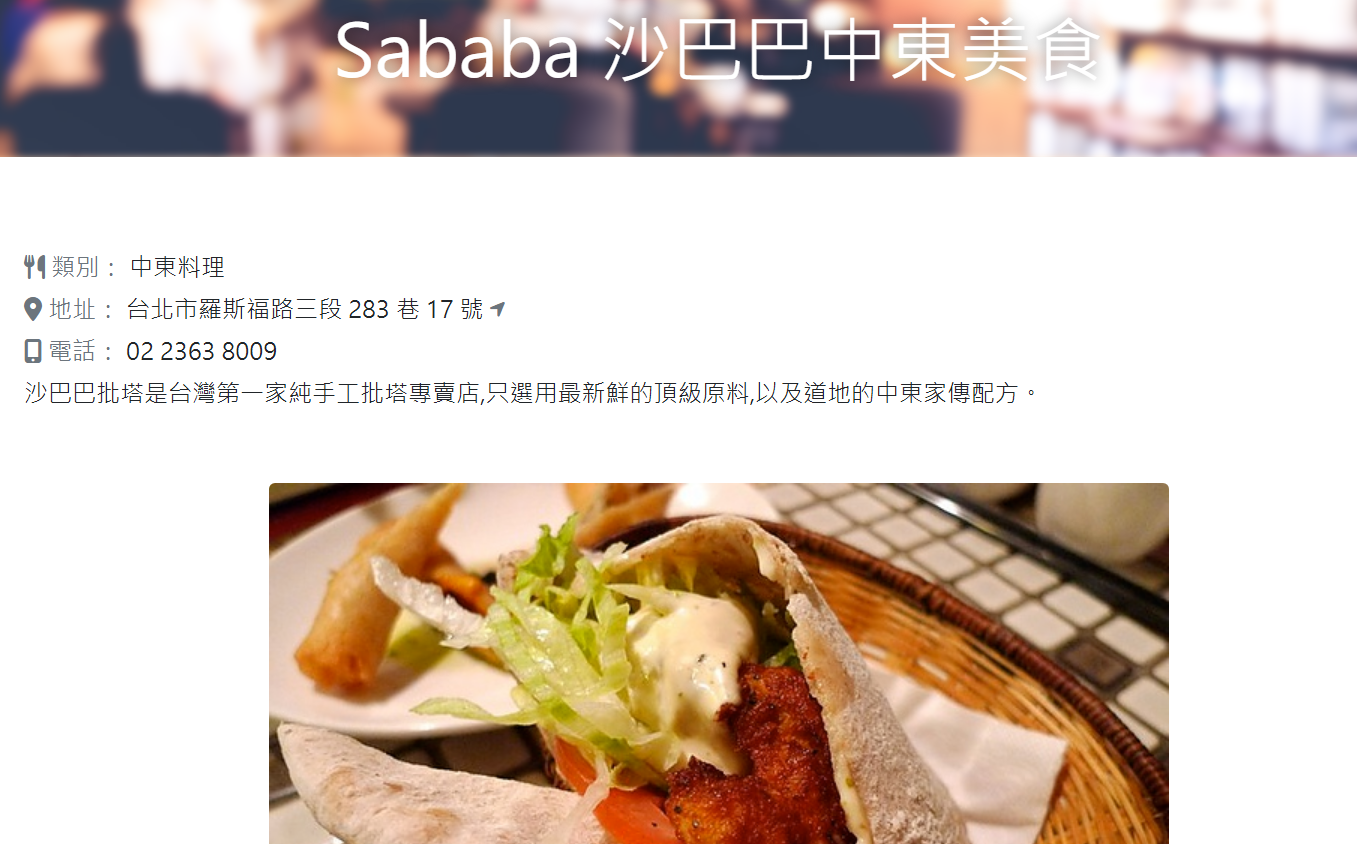 Sababa 沙巴巴中東美食
類別： 中東料理
地址： 台北市羅斯福路三段 283 巷 17 號
電話： 02 2363 8009
沙巴巴批塔是台灣第一家純手工批塔專賣店,只選用最新鮮的頂級原料,以及道地的中東家傳配方。